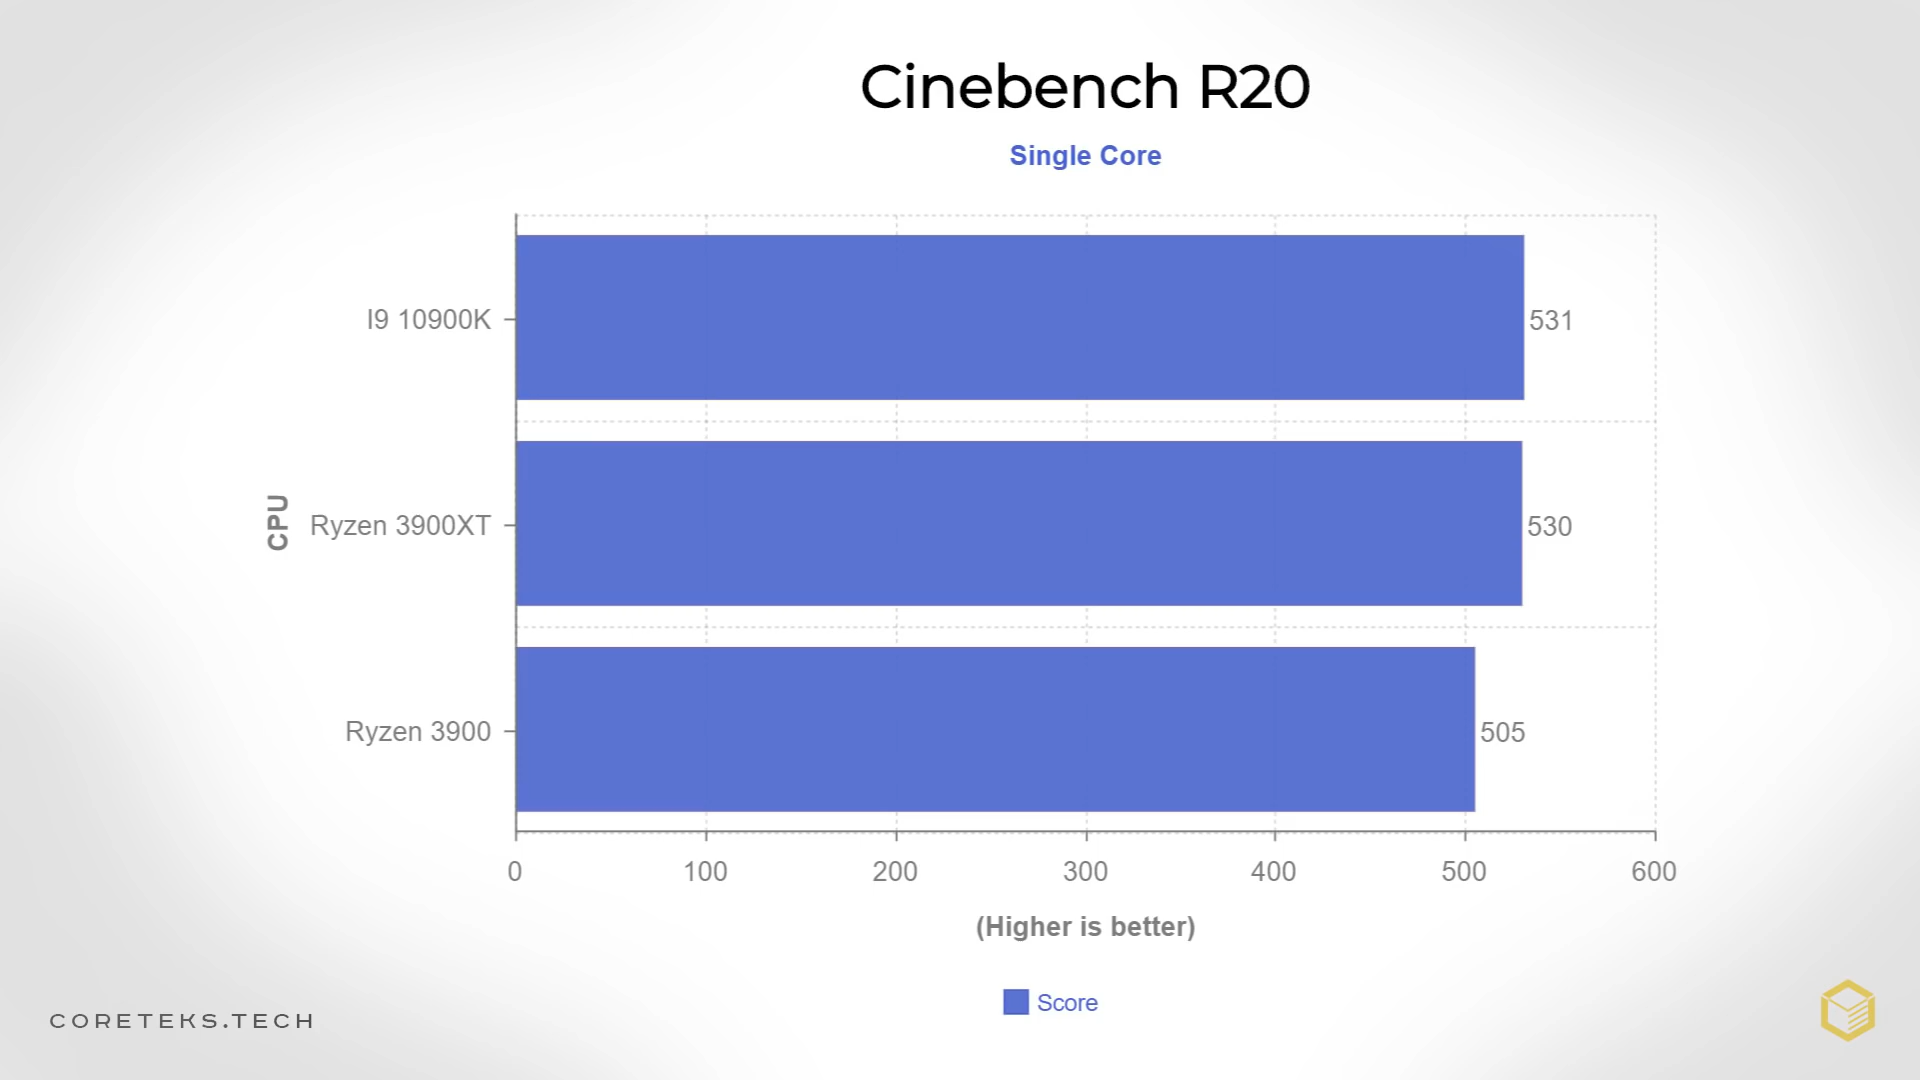 Cinebench R20
Single Core
I9 10900K
531
CPU
Ryzen 3900XT
530
Ryzen 3900
505
0 100 200 300 400 500 600
(Higher is better)
Score
CORETEKS.TECH